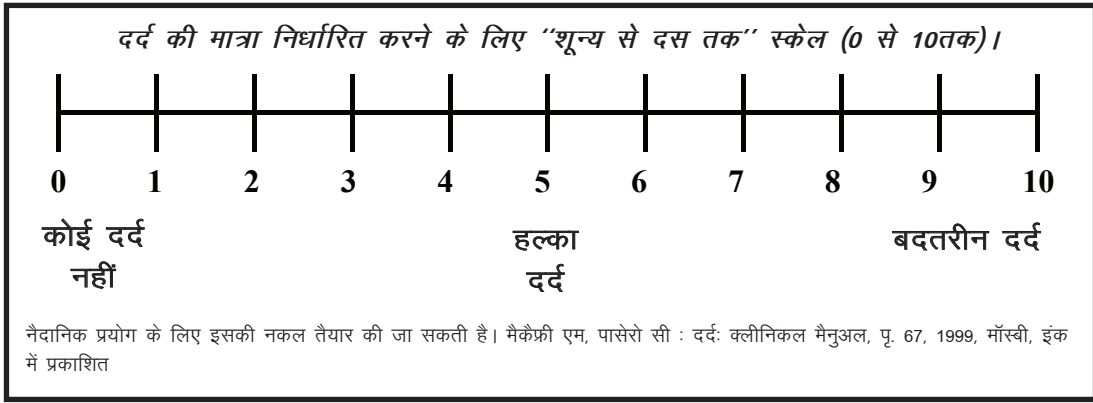 दर्द की मात्रा निर्धारित करने के लिए ‘‘शून्य से दस तक’’ स्केल (0 से 10तक)।
0 1 2 3 4 5 6 7 8 9 10
कोई दर्द हल्का बदतरीन दर्द
नहीं दर्द
नैदानिक प्रयोग के लिए इसकी नकल तैयार की जा सकती है। मैकैफ्री एम, पासेरो सी : दर्दः क्लीनिकल मैनुअल, पृ. 67, 1999, मॉस्बी, इंक
में प्रकाशित